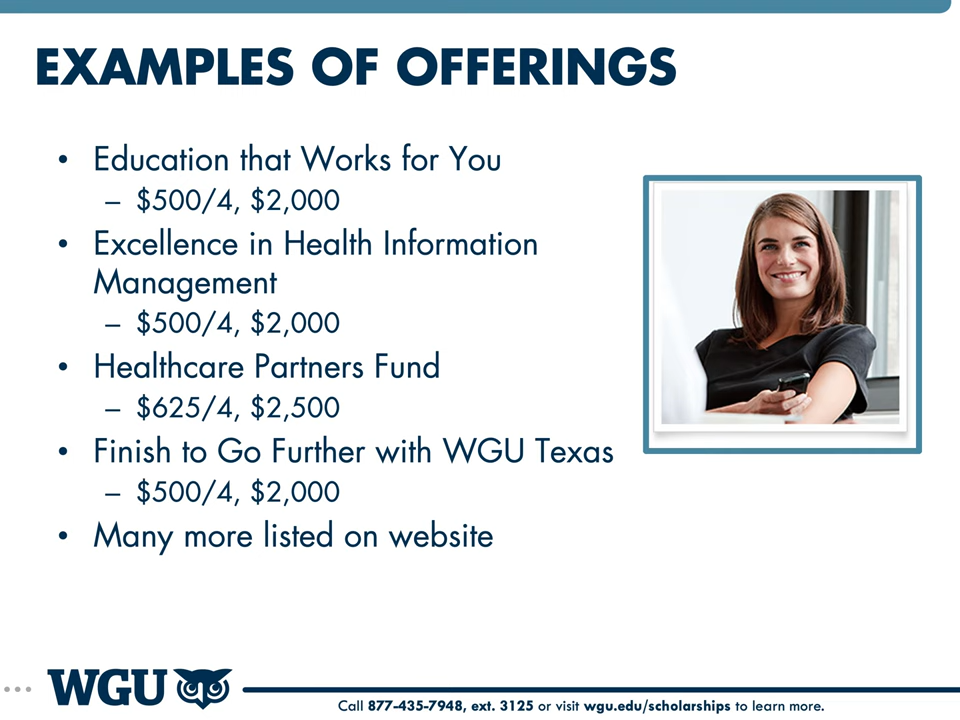 EXAMPLES OF OFFERINGS
• Education that Works for You
– $500/4, $2,000
• Excellence in Health Information
Management
– $500/4, $2,000
• Healthcare Partners Fund
– $625/4, $2,500
• Finish to Go Further with WGU Texas
– $500/4, $2,000
• Many more listed on website
WGU
Call 877-435-7948, ext. 3125 or visit wgu.edu/scholarships to learn more.